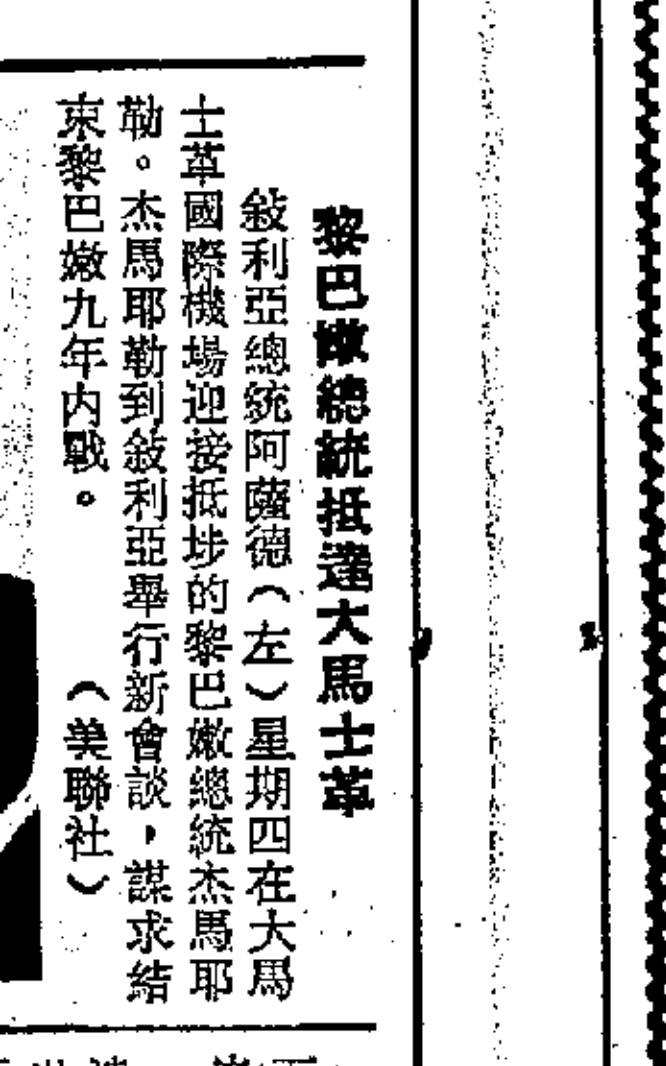 黎巴嫩總統抵達大馬士革
敍利亞總統阿薩德(左)星期四在大馬
士革國際機場迎接抵埗的黎巴嫩總統杰馬耶
勒。杰馬耶勒到敍利亞舉行新會談,謀求結
束黎巴嫩九年内戰。 (美聯社)